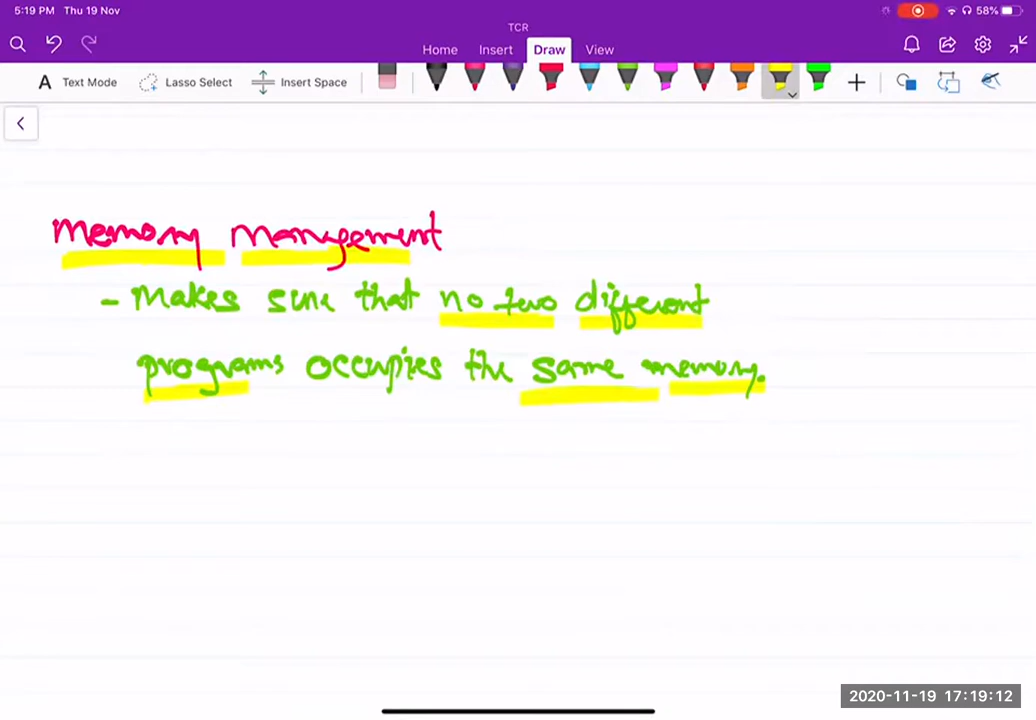 5:19 PM Thu 19 Nov 58%
TCR
Home Insert Draw View
A Text Mode Lasso Select Insert Space
Memory Management
- Makes sure that no two different
programs occupies the same memory.
2020-11-19 17:19:12